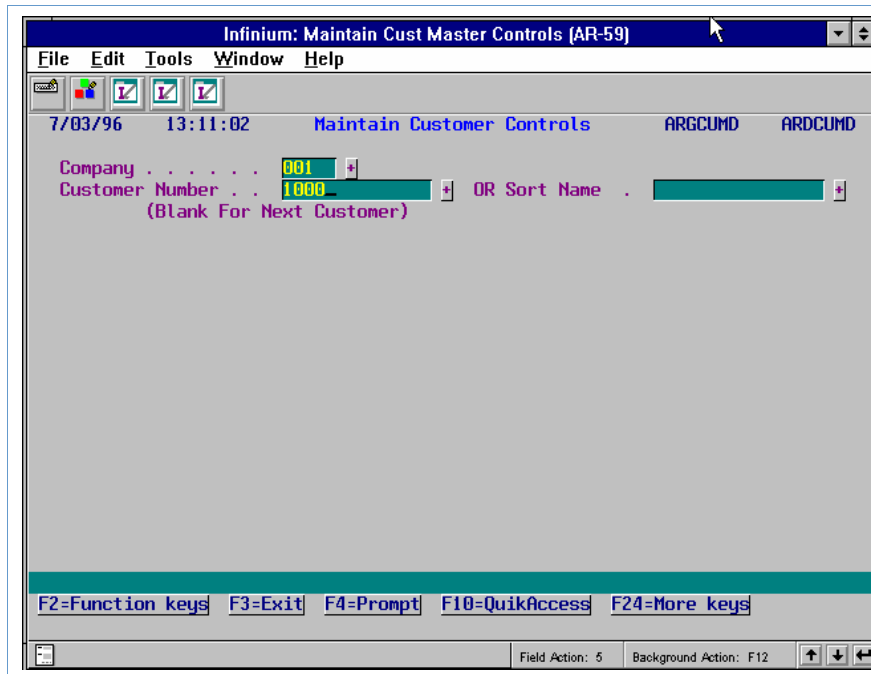 Infinium: Maintain Cust Master Controls (AR-59)
File Edit Tools Window Help
7/03/96 13:11:02 Maintain Customer Controls ARGCUMD ARDCUMD
Company . . . . . . 001 +
Customer Number . . 1000 + OR Sort Name . +
(Blank For Next Customer)
F2=Function keys F3=Exit F4=Prompt F10=QuikAccess F24=More keys
Field Action: 5 Background Action: F12